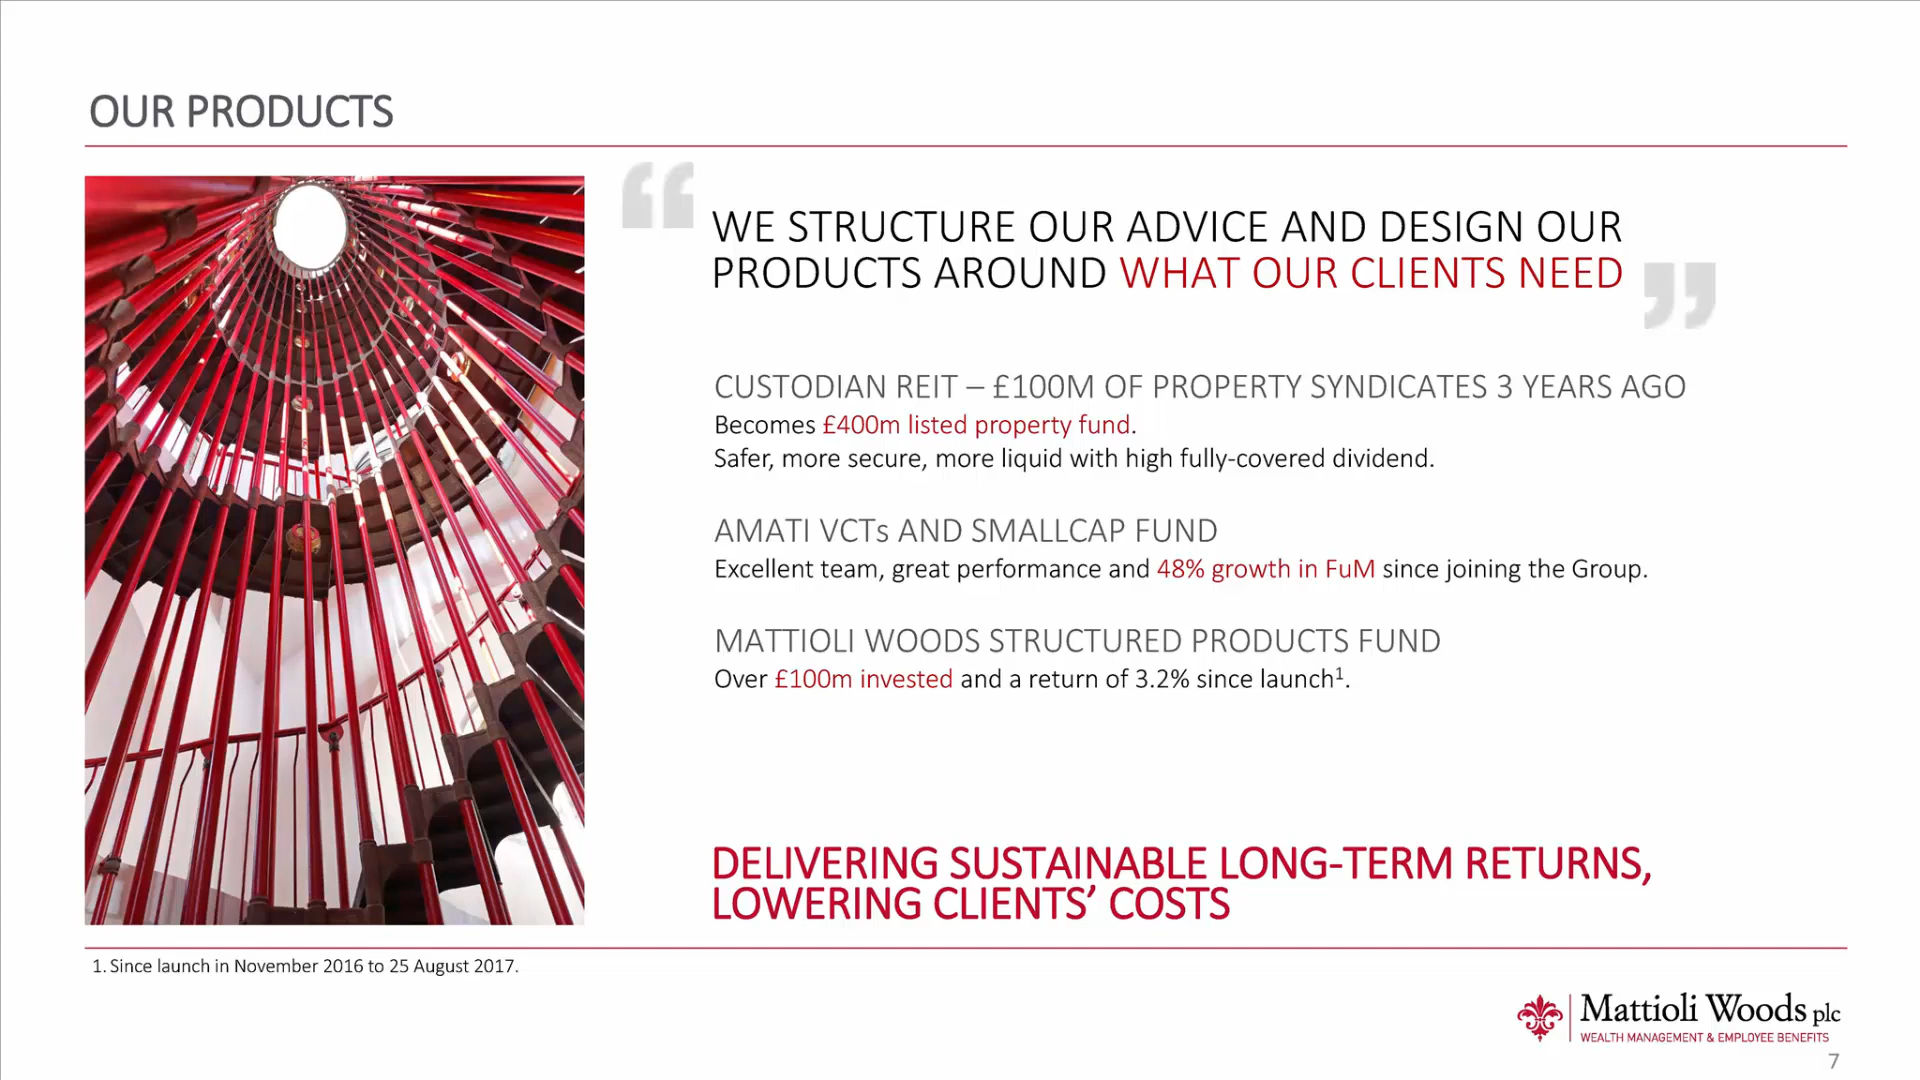 OUR PRODUCTS
“
WE STRUCTURE OUR ADVICE AND DESIGN OUR
PRODUCTS AROUND WHAT OUR CLIENTS NEED
”
CUSTODIAN REIT – £100M OF PROPERTY SYNDICATES 3 YEARS AGO
Becomes £400m listed property fund.
Safer, more secure, more liquid with high fully-covered dividend.
AMATI VCTs AND SMALLCAP FUND
Excellent team, great performance and 48% growth in FuM since joining the Group.
MATTIOLI WOODS STRUCTURED PRODUCTS FUND
Over £100m invested and a return of 3.2% since launch¹.
DELIVERING SUSTAINABLE LONG-TERM RETURNS,
LOWERING CLIENTS’ COSTS
1. Since launch in November 2016 to 25 August 2017.
Mattioli Woods plc
WEALTH MANAGEMENT & EMPLOYEE BENEFITS
7